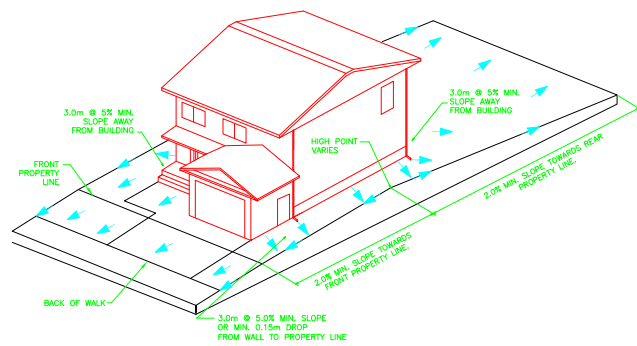 3.0m @ 5% MIN.
SLOPE AWAY
FROM BUILDING
3.0m @ 5% MIN.
SLOPE AWAY
FROM BUILDING
HIGH POINT
VARIES
FRONT
PROPERTY
LINE
2.0% MIN. SLOPE TOWARDS REAR
PROPERTY LINE.
2.0% MIN. SLOPE TOWARDS
FRONT PROPERTY LINE.
BACK OF WALK
3.0m @ 5.0% MIN. SLOPE
OR MIN. 0.15m DROP
FROM WALL TO PROPERTY LINE